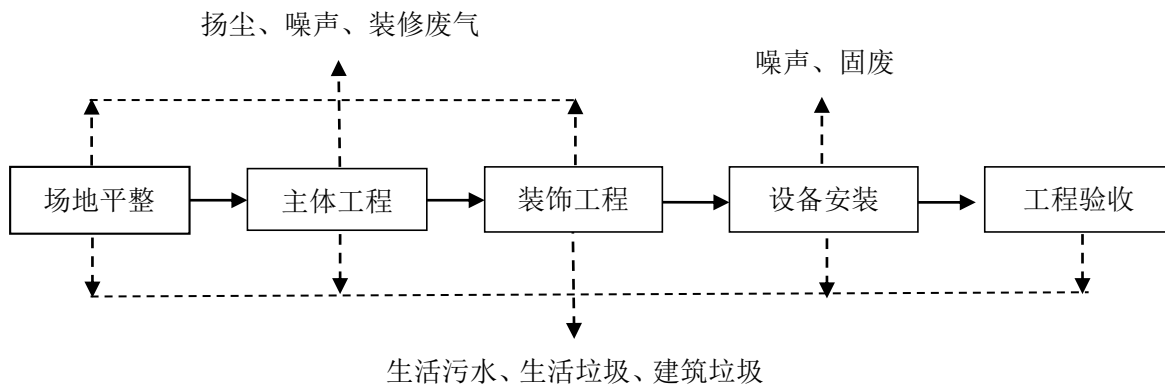 扬尘、噪声、装修废气
噪声、固废
场地平整
主体工程
装饰工程
设备安装
工程验收
生活污水、生活垃圾、建筑垃圾